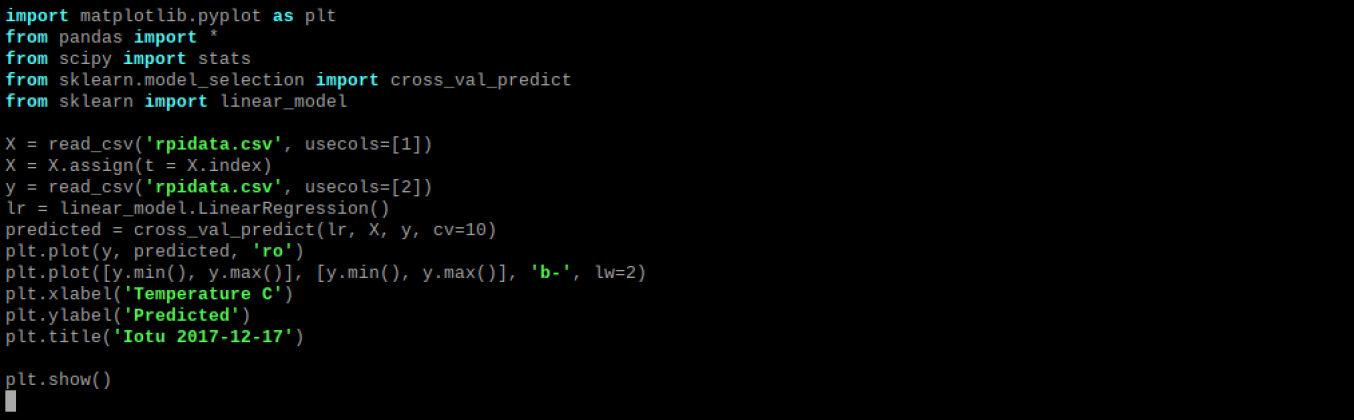 import matplotlib.pyplot as plt
from pandas import *
from scipy import stats
from sklearn.model_selection import cross_val_predict
from sklearn import linear_model
X = read_csv('rpidata.csv', usecols=[1])
X = X.assign(t = X.index)
y = read_csv('rpidata.csv', usecols=[2])
lr = linear_model.LinearRegression()
predicted = cross_val_predict(lr, X, y, cv=10)
plt.plot(y, predicted, 'ro')
plt.plot([y.min(), y.max()], [y.min(), y.max()], 'b-', lw=2)
plt.xlabel('Temperature C')
plt.ylabel('Predicted')
plt.title('Iotu 2017-12-17')
plt.show()